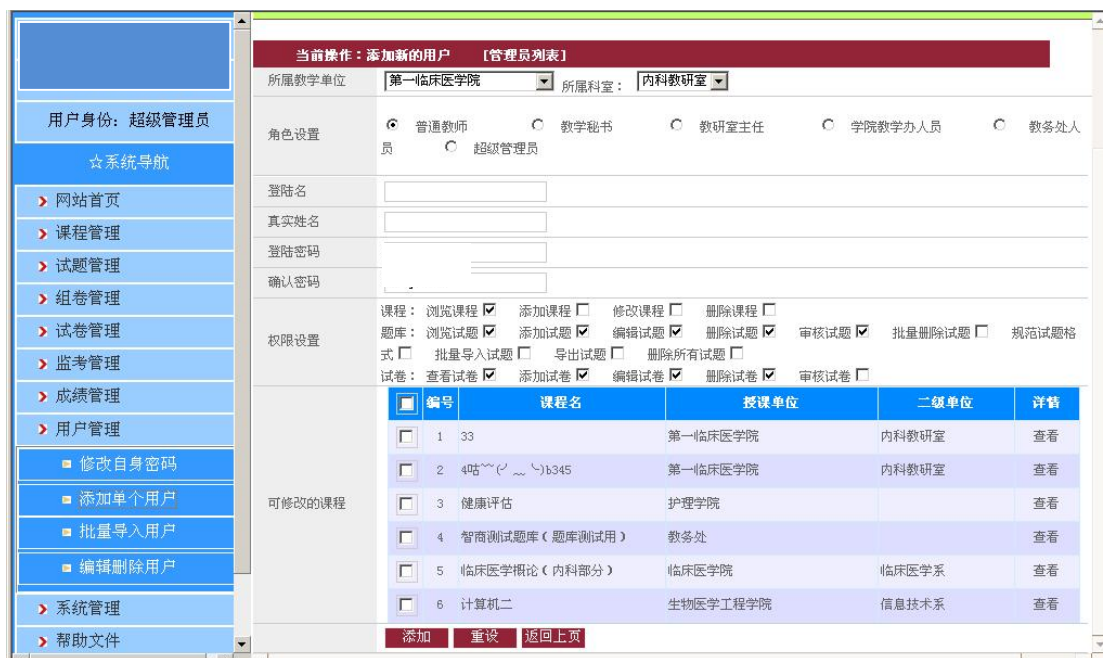 用户身份: 超级管理员
☆系统导航
网站首页
课程管理
试题管理
组卷管理
试卷管理
监考管理
成绩管理
用户管理
修改自身密码
添加单个用户
批量导入用户
编辑删除用户
系统管理
帮助文件
当前操作：添加新的用户 [管理员列表]
所属教学单位 第一临床医学院 所属科室： 内科教研室
角色设置
普通教师 教学秘书 教研室主任 学院教学办人员 教务处人
员 超级管理员
登陆名
真实姓名
登陆密码
确认密码
权限设置
课程： 浏览课程 添加课程 修改课程 删除课程
题库： 浏览试题 添加试题 编辑试题 删除试题 审核试题 批量删除试题 规范试题格
式 批量导入试题 导出试题 删除所有试题
试卷： 查看试卷 添加试卷 编辑试卷 删除试卷 审核试卷
可修改的课程
编号 课程名 授课单位 二级单位 详情
1 33 第一临床医学院 内科教研室 查看
2 4咕~~(╯﹏╰)b345 第一临床医学院 内科教研室 查看
3 健康评估 护理学院 查看
4 智商测试题库（题库测试用） 教务处 查看
5 临床医学概论（内科部分） 临床医学院 临床医学系 查看
6 计算机二 生物医学工程学院 信息技术系 查看
添加 重设 返回上页